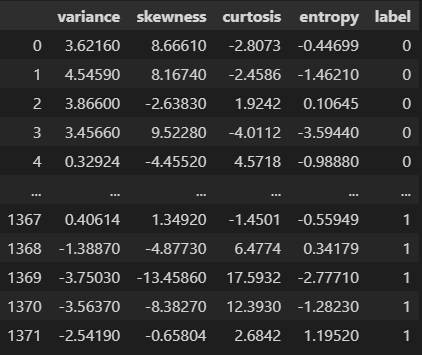 variance skewness curtosis entropy label
0 3.62160 8.66610 -2.8073 -0.44699 0
1 4.54590 8.16740 -2.4586 -1.46210 0
2 3.86600 -2.63830 1.9242 0.10645 0
3 3.45660 9.52280 -4.0112 -3.59440 0
4 0.32924 -4.45520 4.5718 -0.98880 0
... ... ... ... ... ...
1367 0.40614 1.34920 -1.4501 -0.55949 1
1368 -1.38870 -4.87730 6.4774 0.34179 1
1369 -3.75030 -13.45860 17.5932 -2.77710 1
1370 -3.56370 -8.38270 12.3930 -1.28230 1
1371 -2.54190 -0.65804 2.6842 1.19520 1